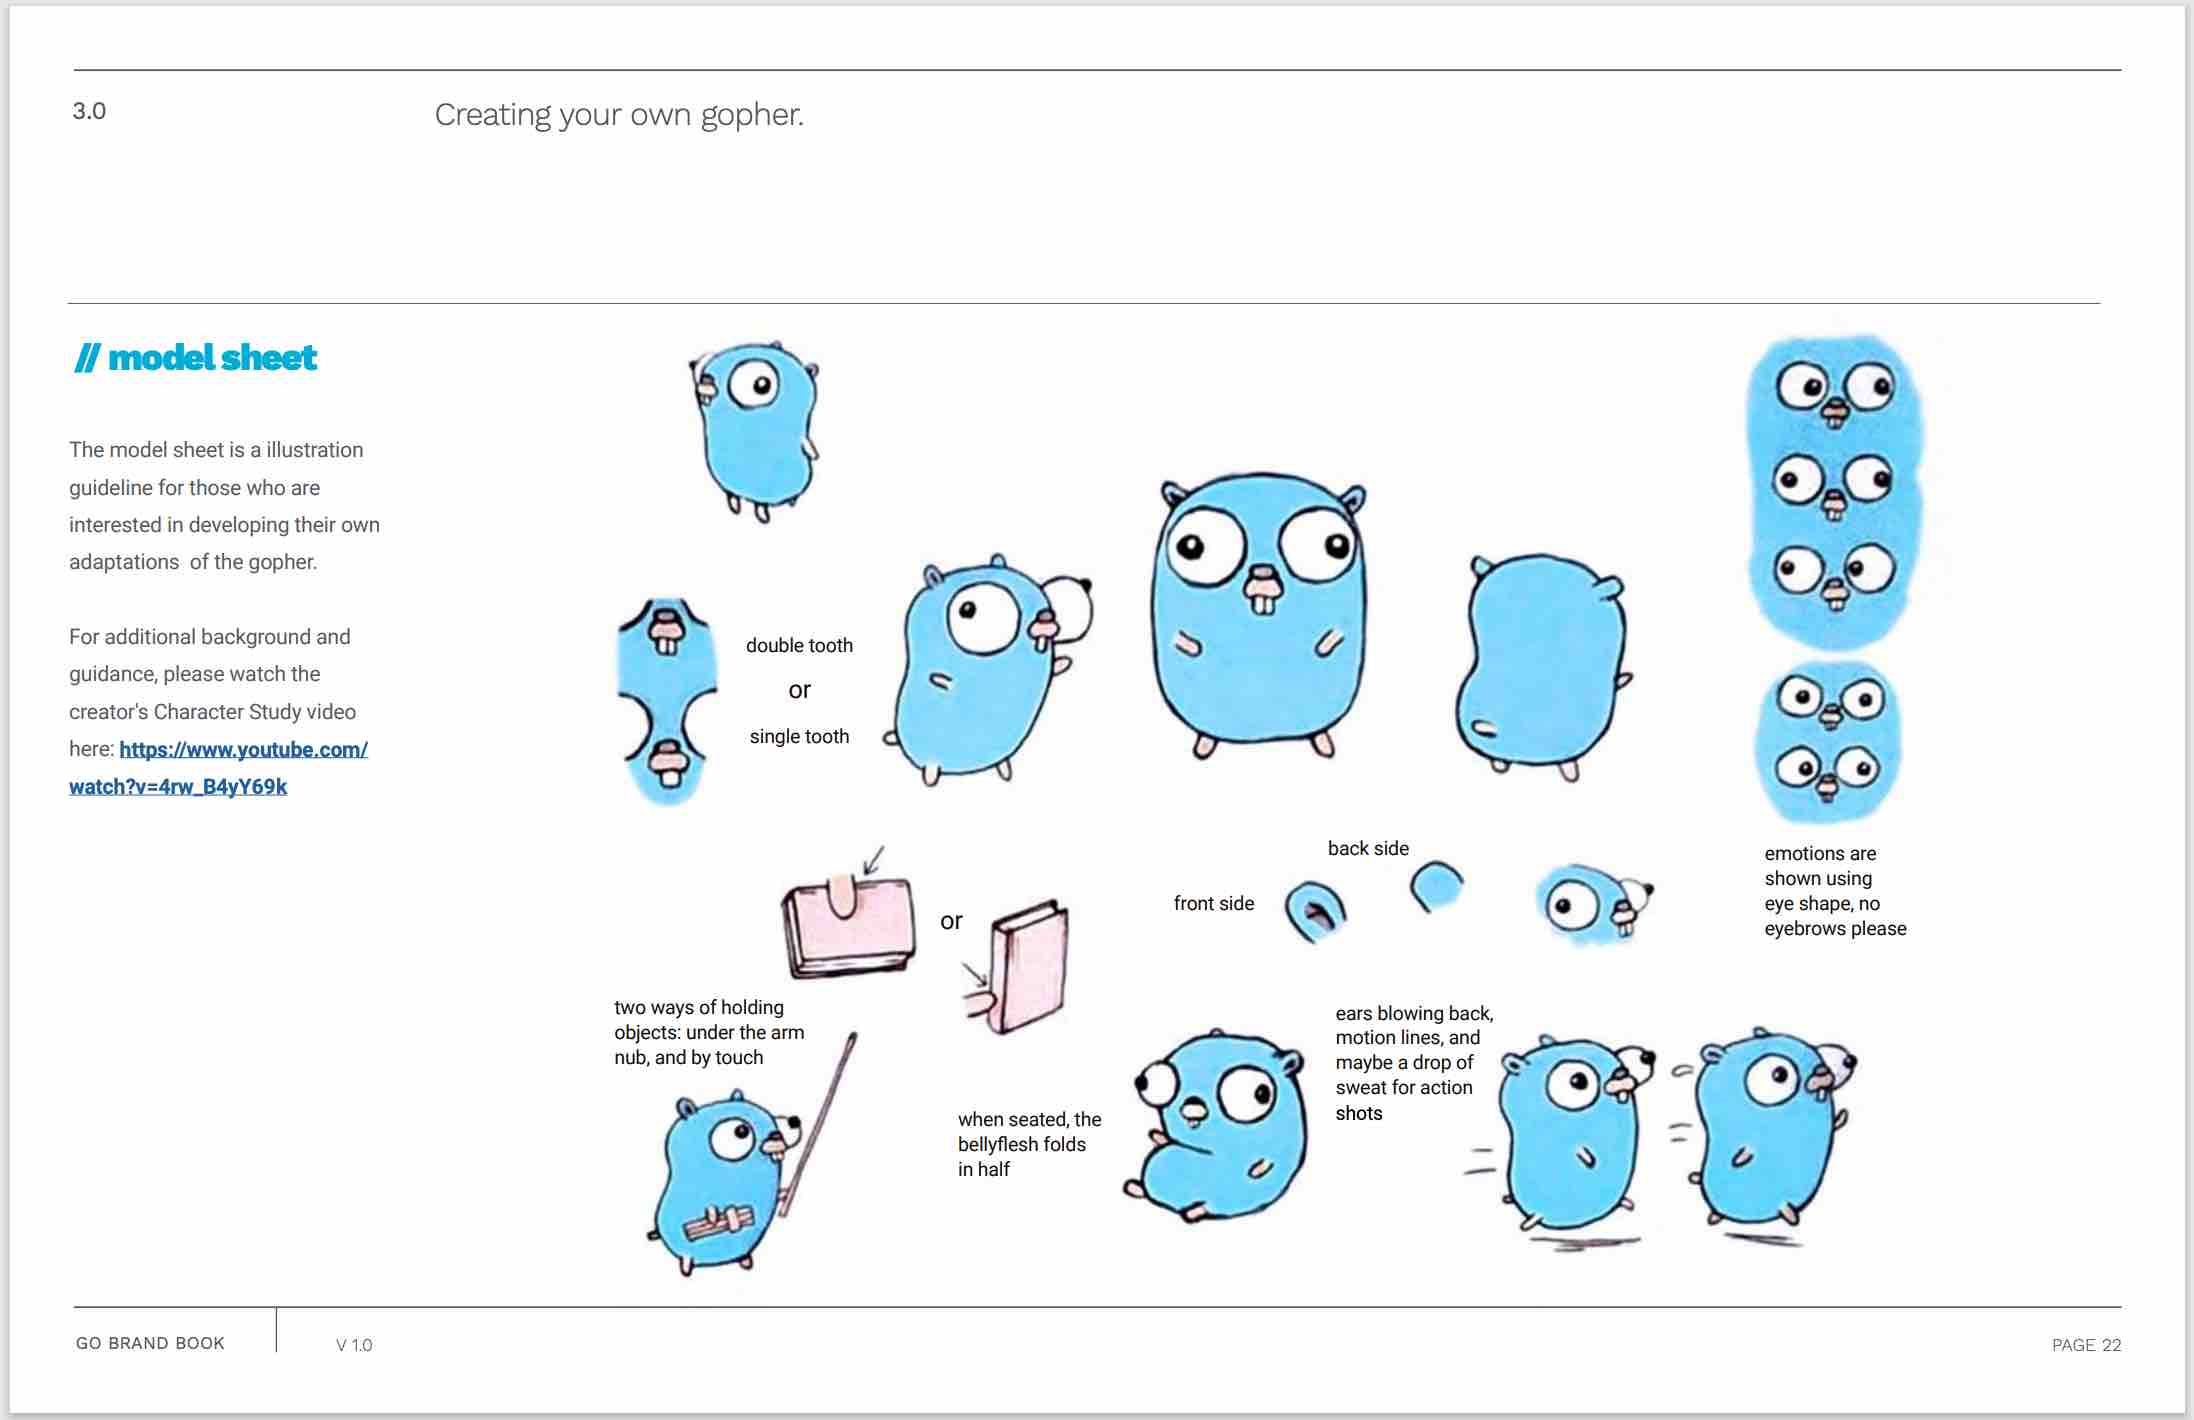 3.0
Creating your own gopher.
// model sheet
The model sheet is a illustration
guideline for those who are
interested in developing their own
adaptations of the gopher.
For additional background and
guidance, please watch the
creator's Character Study video
here: https://www.youtube.com/
watch?v=4rw_B4yY69k
double tooth
or
single tooth
or
two ways of holding
objects: under the arm
nub, and by touch
when seated, the
bellyflesh folds
in half
back side
front side
ears blowing back,
motion lines, and
maybe a drop of
sweat for action
shots
emotions are
shown using
eye shape, no
eyebrows please
GO BRAND BOOK
V 1.0
PAGE 22